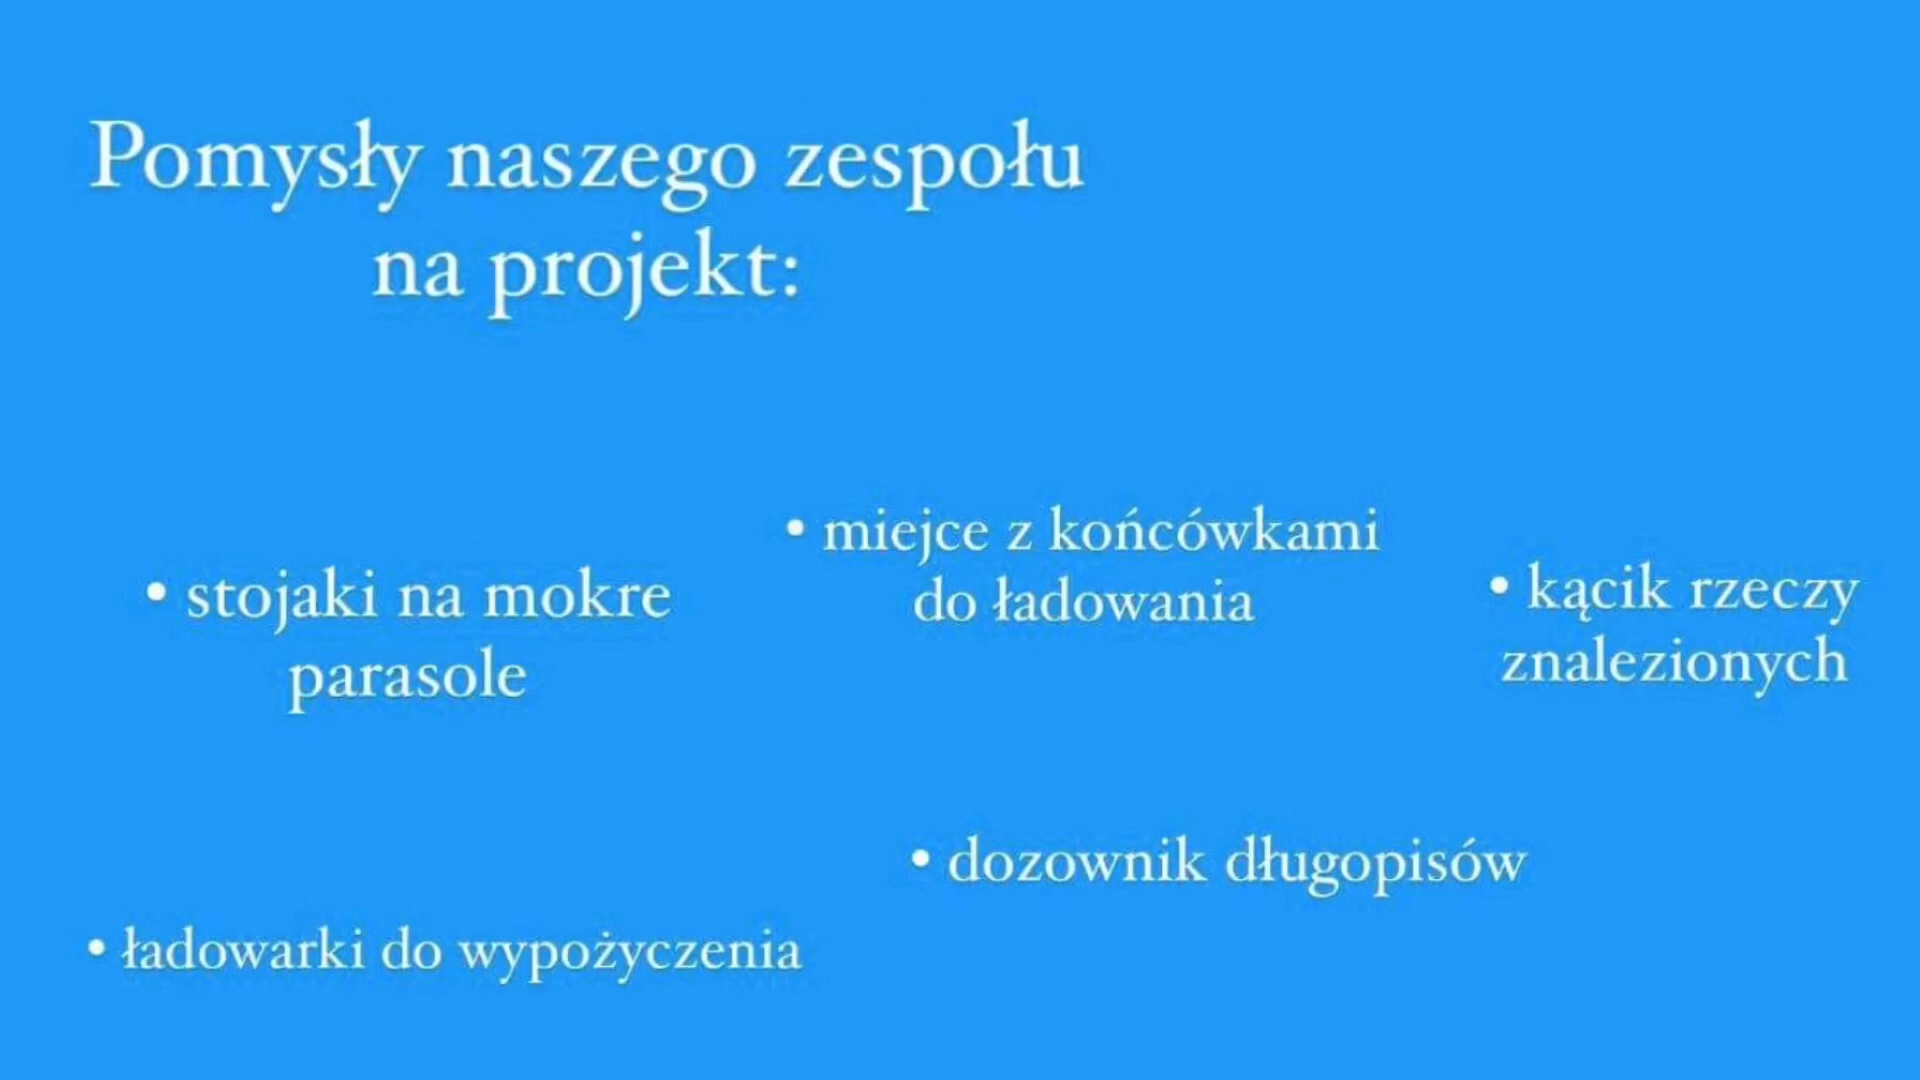 Pomysły naszego zespołu
na projekt:
• stojaki na mokre
parasole
• miejce z końcówkami
do ładowania
• kącik rzeczy
znalezionych
• dozownik długopisów
• ładowarki do wypożyczenia